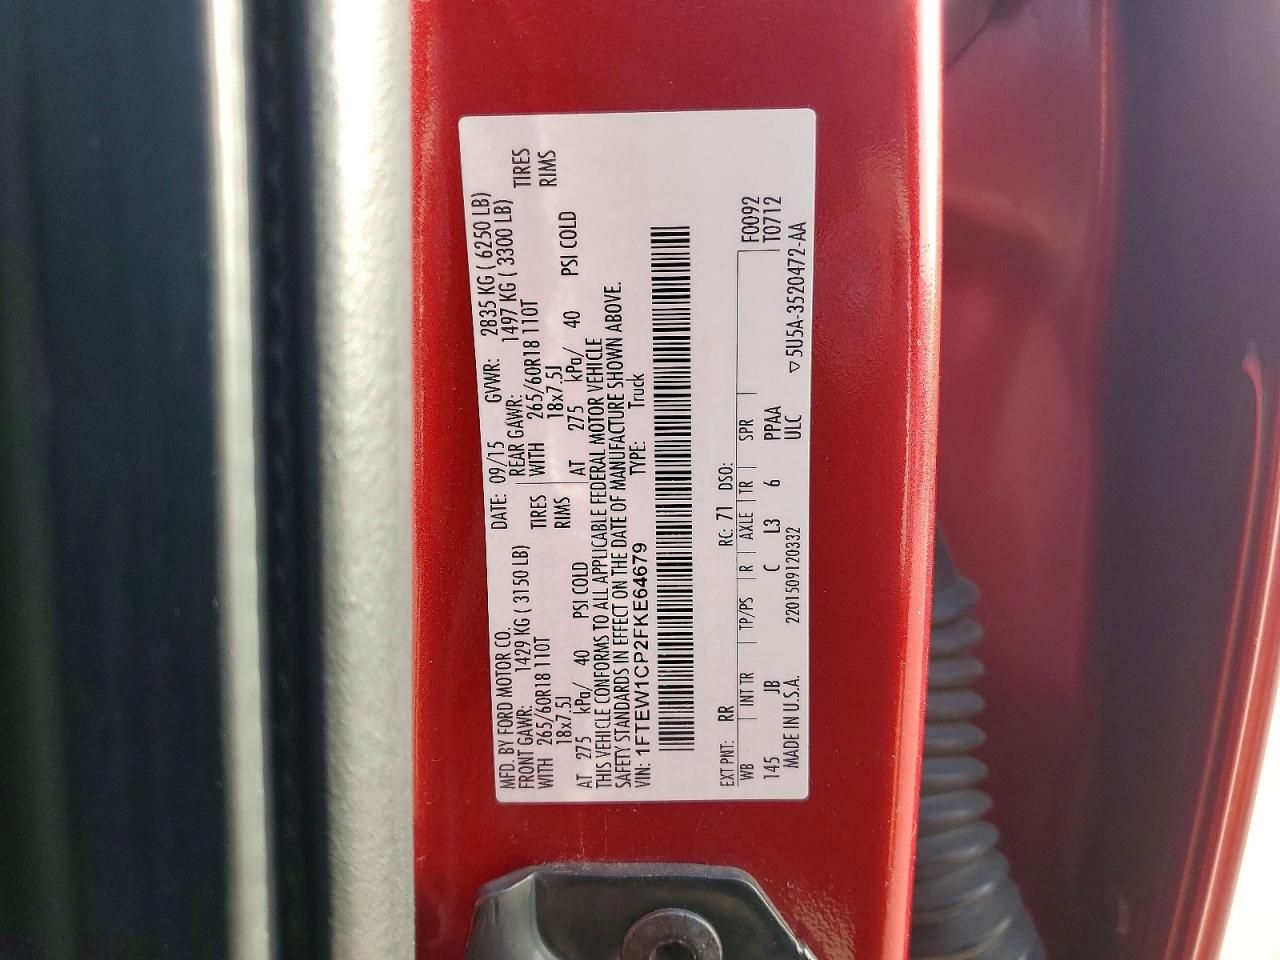 MFD. BY FORD MOTOR CO. DATE: 09/15 GVWR: 2835 KG ( 6250 LB)
FRONT GAWR: 1429 KG ( 3150 LB) REAR GAWR: 1497 KG ( 3300 LB)
WITH 265/60R18 110T TIRES WITH 265/60R18 110T TIRES
18x7.5J RIMS 18x7.5J RIMS
AT 275 kPa/ 40 PSI COLD AT 275 kPa/ 40 PSI COLD
THIS VEHICLE CONFORMS TO ALL APPLICABLE FEDERAL MOTOR VEHICLE
SAFETY STANDARDS IN EFFECT ON THE DATE OF MANUFACTURE SHOWN ABOVE.
VIN: 1FTEW1CP2FKE64679 TYPE: Truck
EXT PNT: RR RC: 71 DSO: F0092
WB INT TR TP/PS R AXLE TR SPR T0712
145 JB C L3 6 PPAA
MADE IN U.S.A. 2201509120332 ULC ▽5U5A-3520472-AA